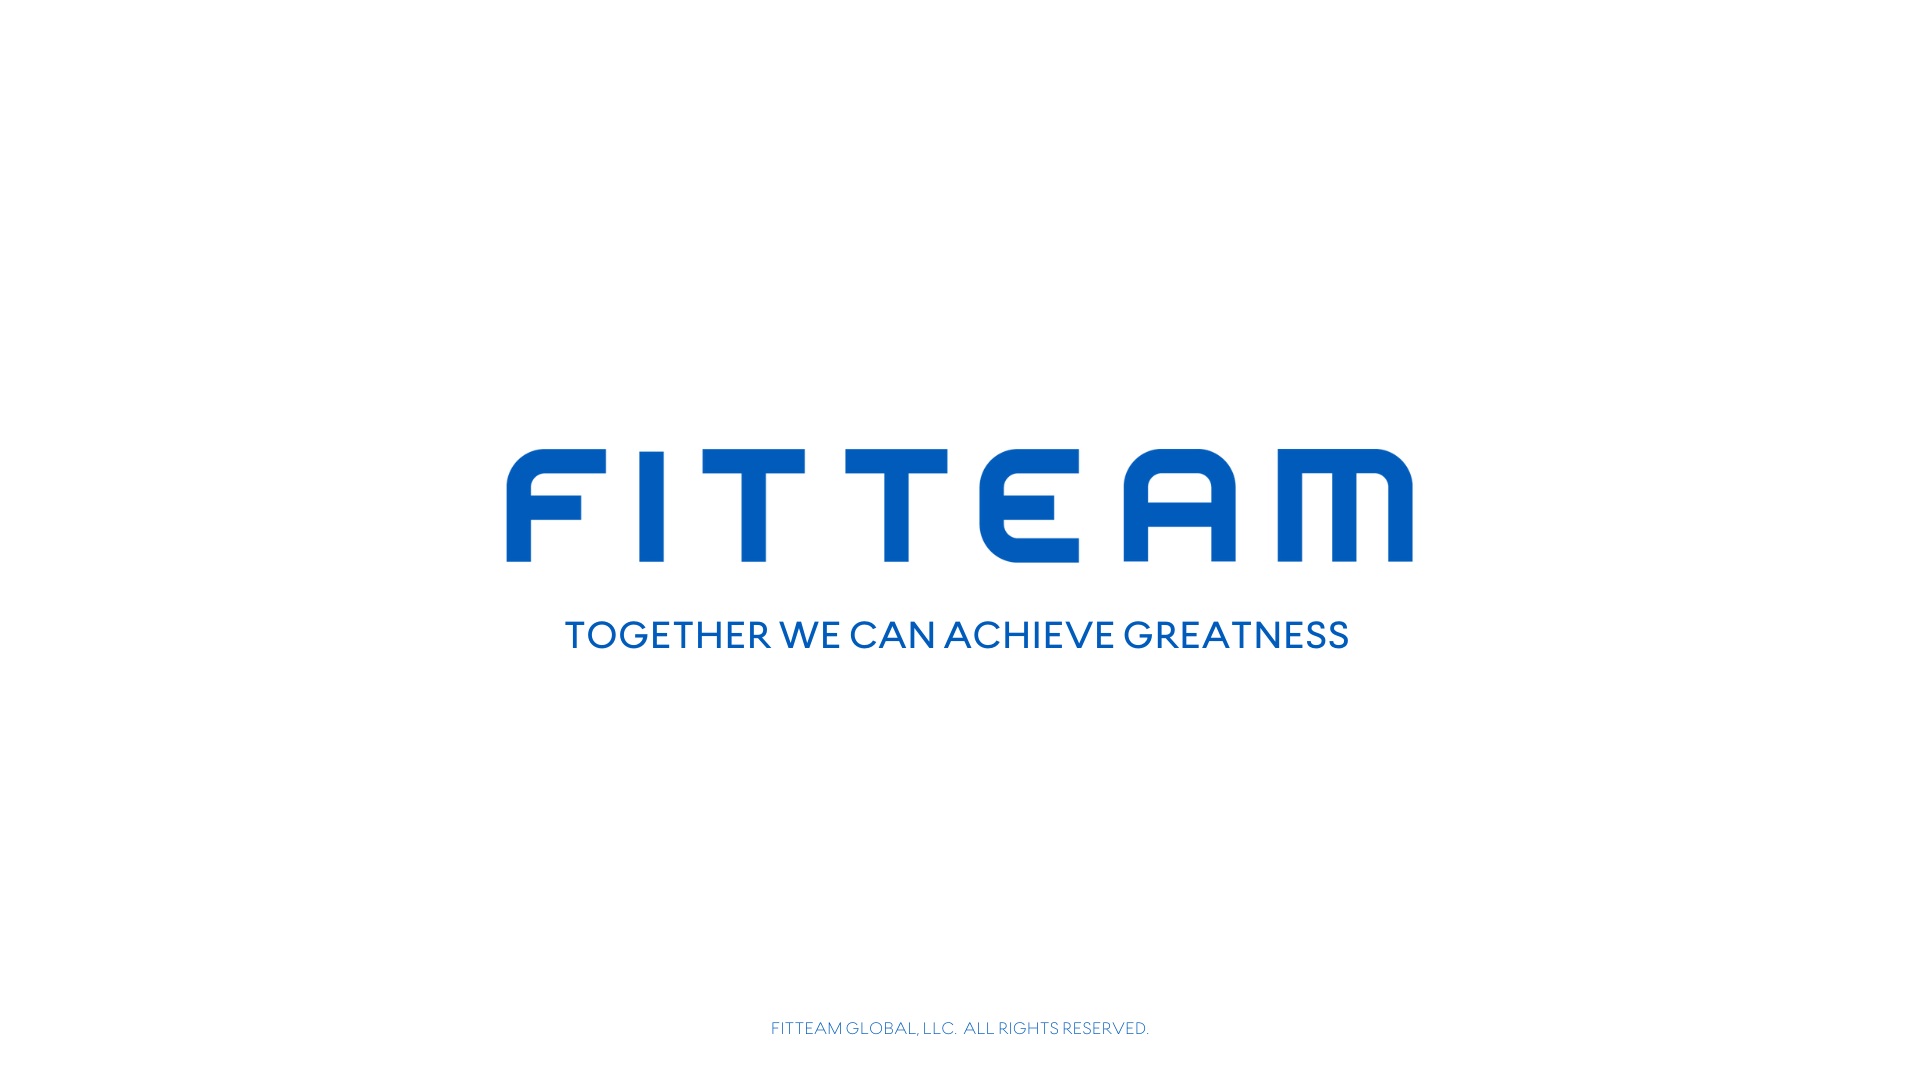 FITTEAM
TOGETHER WE CAN ACHIEVE GREATNESS
FITTEAM GLOBAL, LLC. ALL RIGHTS RESERVED.